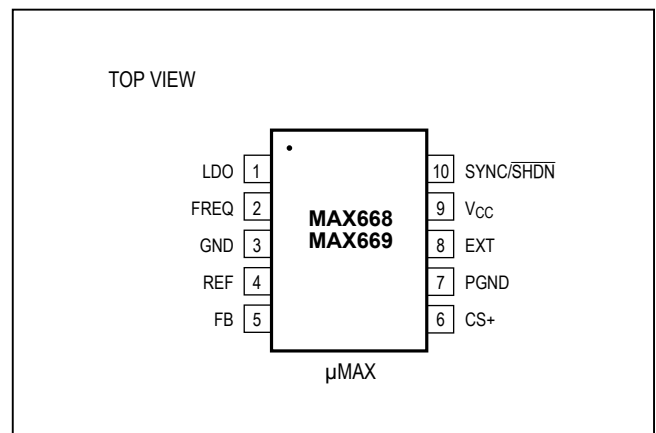 TOP VIEW
LDO 1
FREQ 2
GND 3
REF 4
FB 5
MAX668
MAX669
10 SYNC/SHDN
9 VCC
8 EXT
7 PGND
6 CS+
µMAX